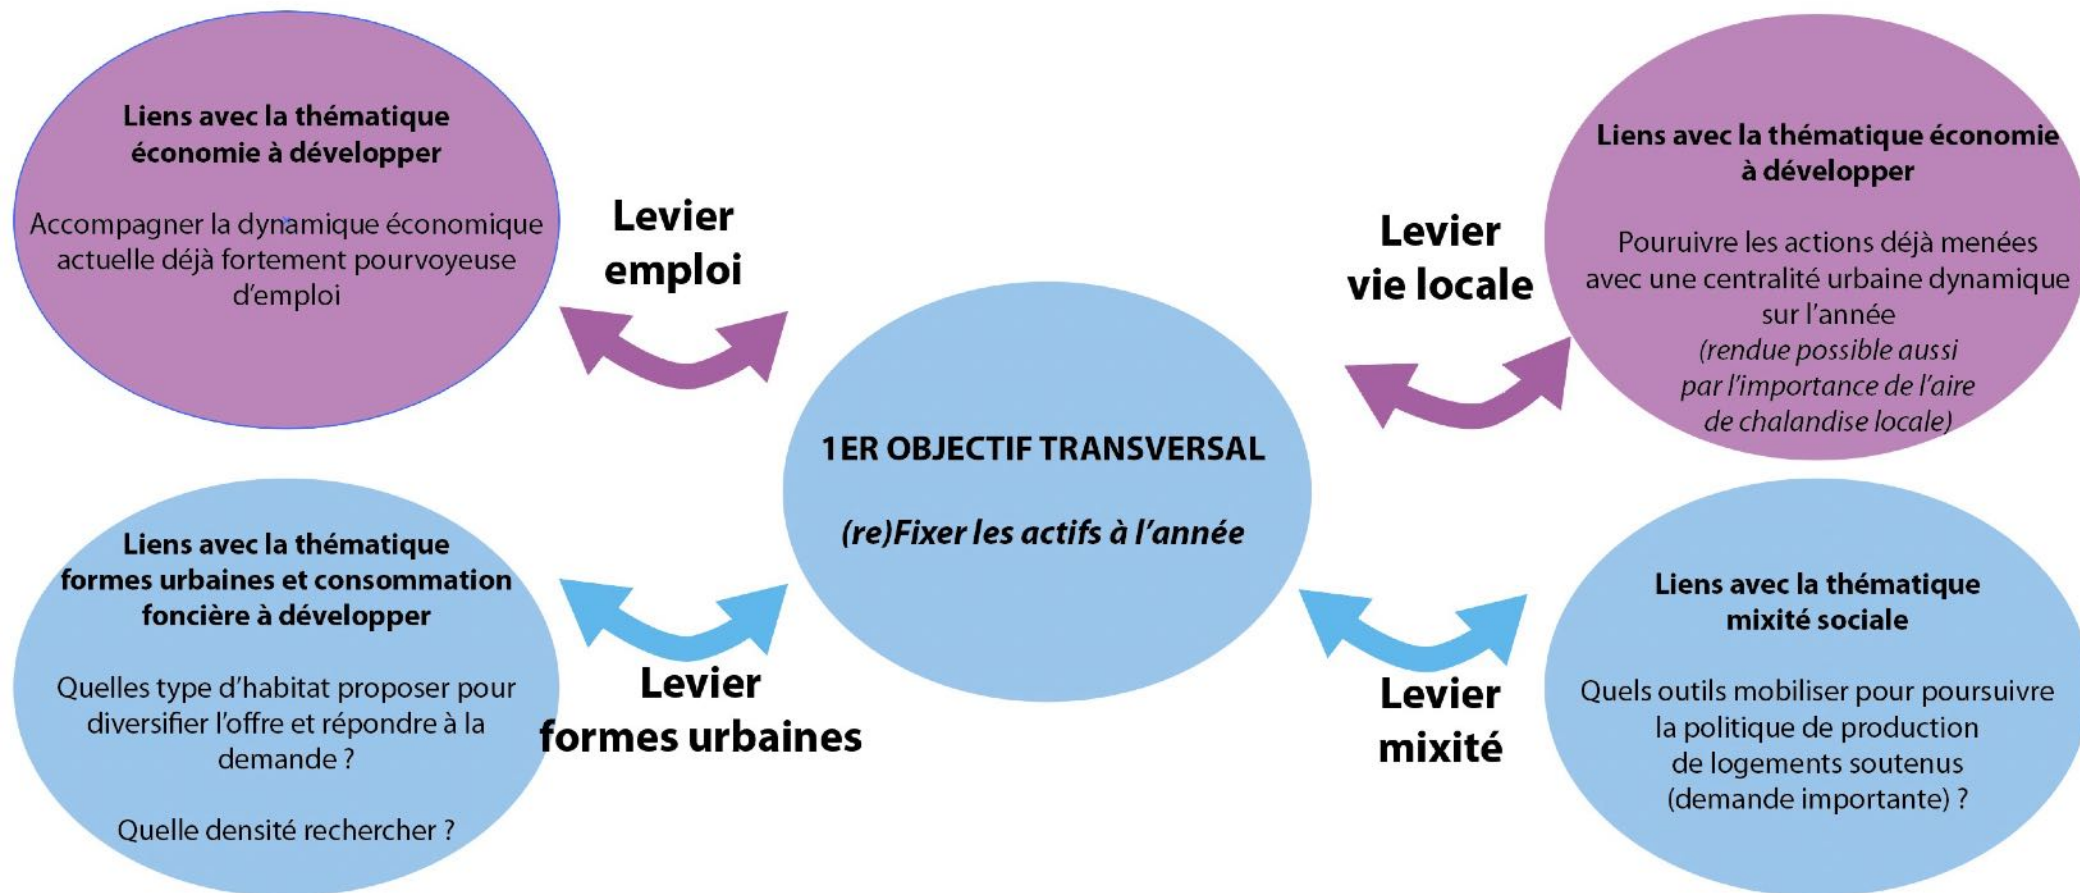 Liens avec la thématique
économie à développer
Accompagner la dynamique économique
actuelle déjà fortement pourvoyeuse
d'emploi
Levier
emploi
Levier
vie locale
Liens avec la thématique économie
à développer
Pouruivre les actions déjà menées
avec une centralité urbaine dynamique
sur l'année
(rendue possible aussi
par l'importance de l'aire
de chalandise locale)
1ER OBJECTIF TRANSVERSAL
(re)Fixer les actifs à l'année
Liens avec la thématique
formes urbaines et consommation
foncière à développer
Quelles type d'habitat proposer pour
diversifier l'offre et répondre à la
demande ?
Quelle densité rechercher ?
Levier
formes urbaines
Levier
mixité
Liens avec la thématique
mixité sociale
Quels outils mobiliser pour poursuivre
la politique de production
de logements soutenus
(demande importante) ?